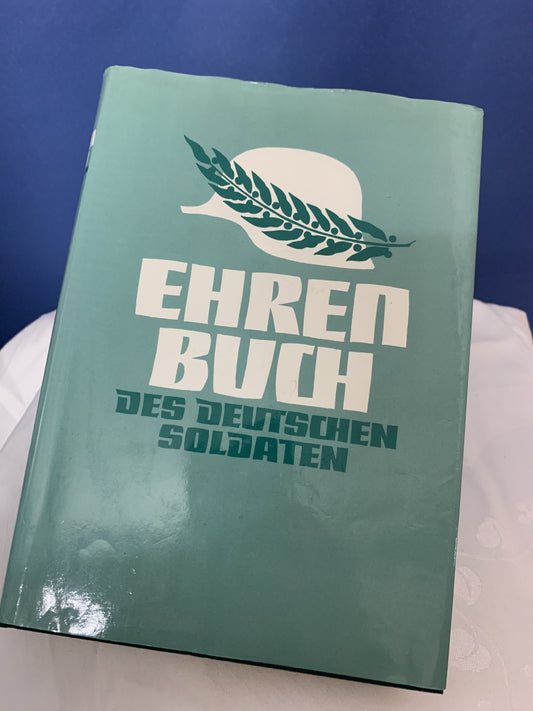 EHREN
BUCH
DES DEUTSCHEN
SOLDATEN